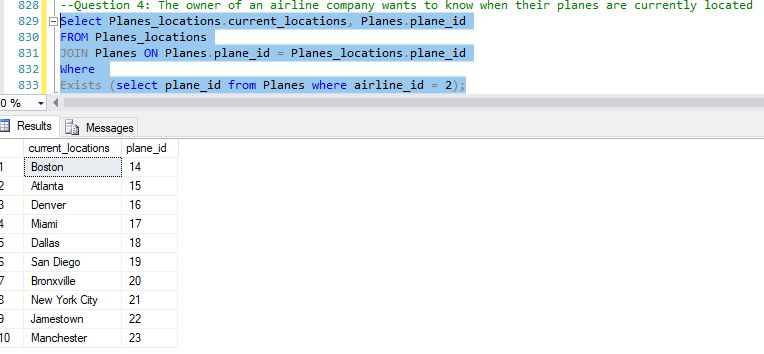 828 --Question 4: The owner of an airline company wants to know when their planes are currently located
829 Select Planes_locations.current_locations, Planes.plane_id
830 FROM Planes_locations
831 JOIN Planes ON Planes.plane_id = Planes_locations.plane_id
832 Where
833 Exists (select plane_id from Planes where airline_id = 2);
0 %
Results Messages
current_locations plane_id
1 Boston 14
2 Atlanta 15
3 Denver 16
4 Miami 17
5 Dallas 18
6 San Diego 19
7 Bronxville 20
8 New York City 21
9 Jamestown 22
10 Manchester 23